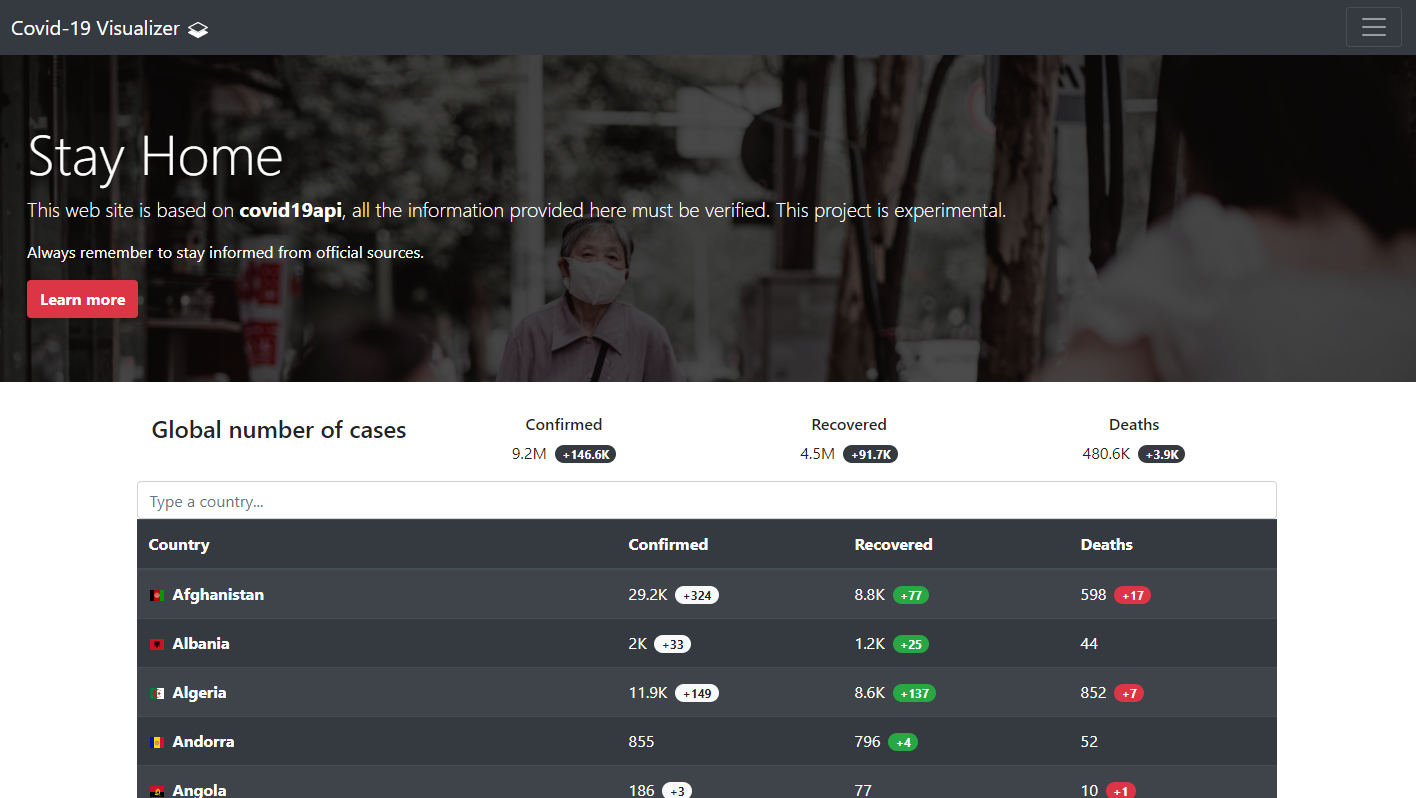 Covid-19 Visualizer
Stay Home
This web site is based on covid19api, all the information provided here must be verified. This project is experimental.
Always remember to stay informed from official sources.
Learn more
Global number of cases
Confirmed Recovered Deaths
9.2M +146.6K 4.5M +91.7K 480.6K +3.9K
Type a country...
Country Confirmed Recovered Deaths
Afghanistan 29.2K +324 8.8K +77 598 +17
Albania 2K +33 1.2K +25 44
Algeria 11.9K +149 8.6K +137 852 +7
Andorra 855 796 +4 52
Angola 186 +3 77 10 +1